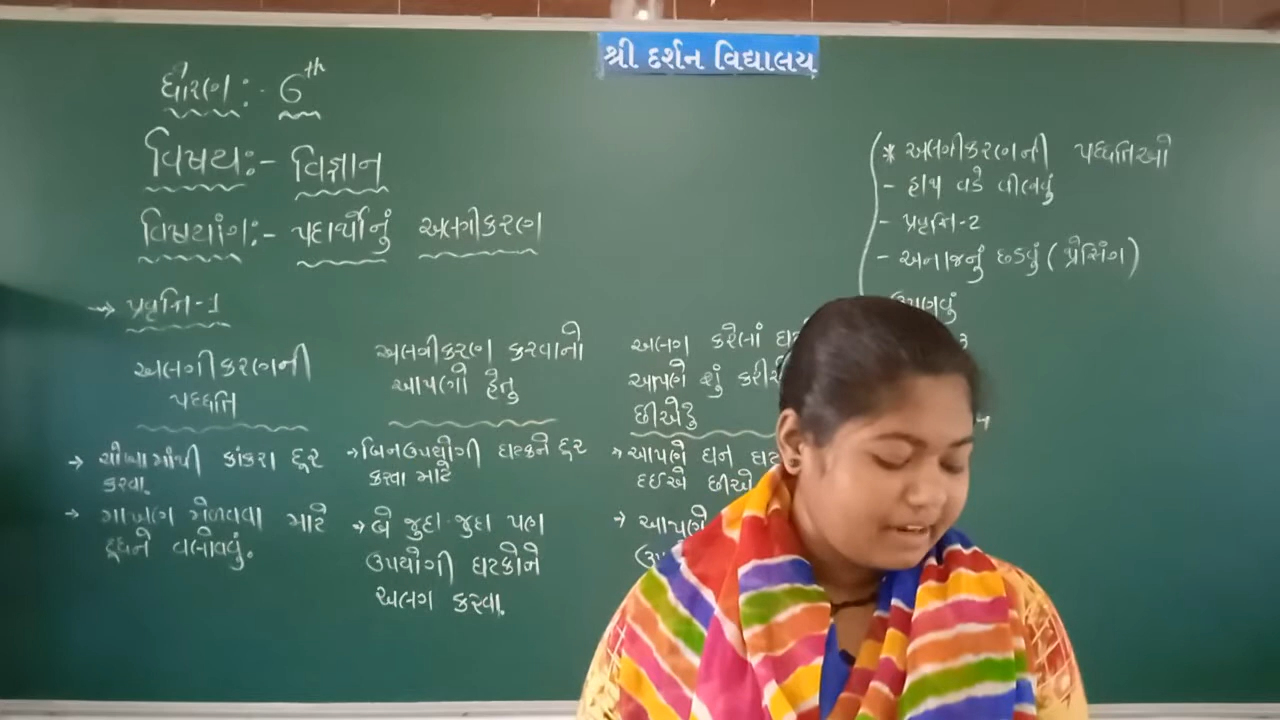 શ્રી દર્શન વિદ્યાલય
ધોરણ:- 6th
વિષય:- વિજ્ઞાન
વિષયાંગ:- પદાર્થોનું અલગીકરણ
→ પ્રવૃત્તિ-1
અલગીકરણની
પદ્ધતિ
→ ચોખામાંથી કાંકરા દૂર
કરવા.
→ માખણ મેળવવા માટે
દૂધને વલોવવું.
અલગીકરણ કરવાનો
આપણો હેતુ
→ બિનઉપયોગી ઘટકને દૂર
કરવા માટે
→ બે જુદા-જુદા પણ
ઉપયોગી ઘટકોને
અલગ કરવા.
અલગ કરેલાં
આપણે શું
છીએ?
→ આપણે ઘન
દઈએ છીએ
→ આપણે
* અલગીકરણની પદ્ધતિઓ
- હાથ વડે વીણવું
- પ્રવૃત્તિ-2
- અનાજનું છડવું (થ્રેસિંગ)